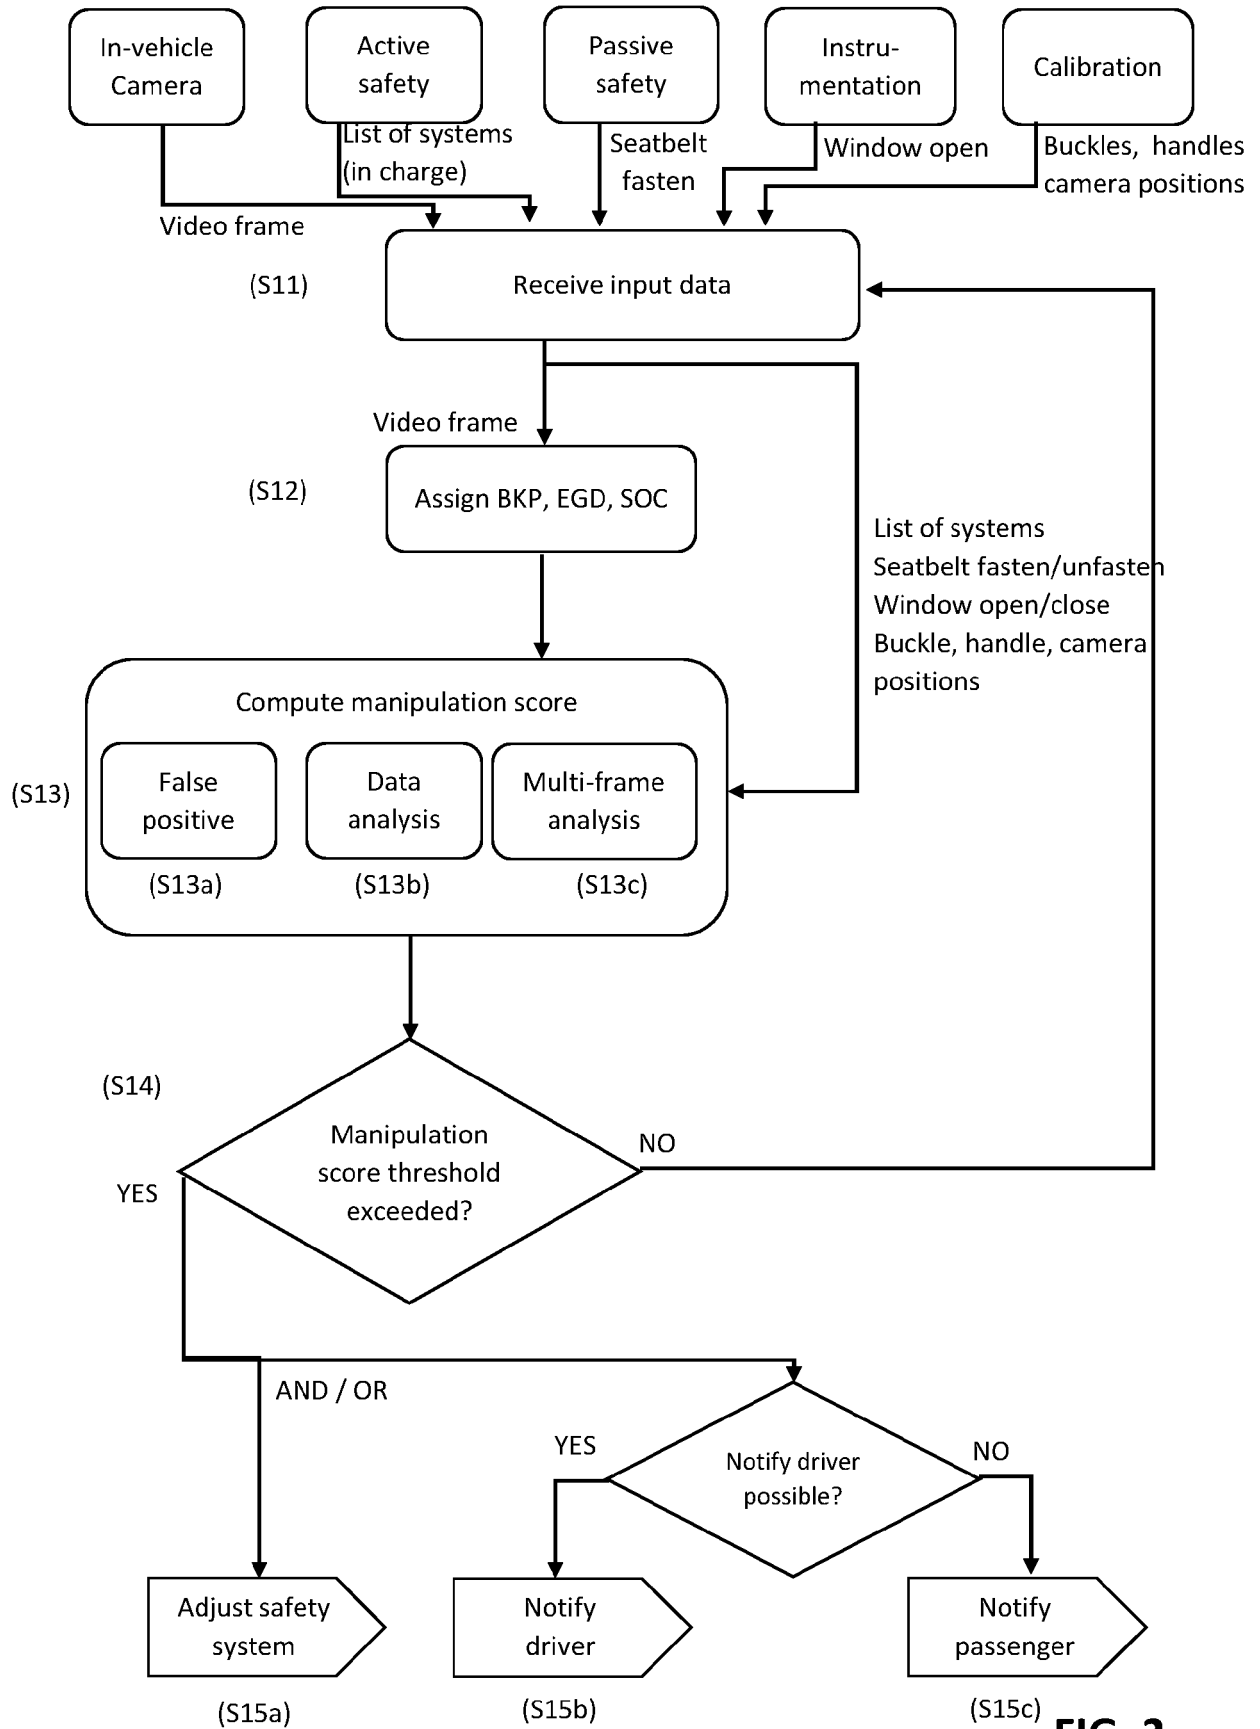 In-vehicle
Camera
Active
safety
Passive
safety
Instru-
mentation
Calibration
List of systems
(in charge)
Seatbelt
fasten
Window open
Buckles, handles
camera positions
Video frame
(S11)
Receive input data
Video frame
(S12)
Assign BKP, EGD, SOC
List of systems
Seatbelt fasten/unfasten
Window open/close
Buckle, handle, camera
positions
Compute manipulation score
(S13)
False
positive
Data
analysis
Multi-frame
analysis
(S13a)
(S13b)
(S13c)
(S14)
Manipulation
score threshold
exceeded?
NO
YES
AND / OR
YES
Notify driver
possible?
NO
Adjust safety
system
Notify
driver
Notify
passenger
(S15a)
(S15b)
(S15c)
FIG.